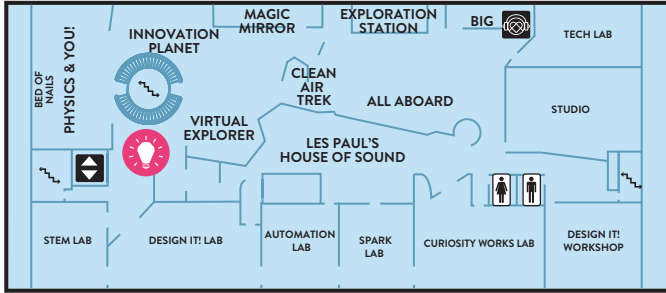 BED OF
NAILS
PHYSICS & YOU!
INNOVATION
PLANET
MAGIC
MIRROR
EXPLORATION
STATION
BIG
TECH LAB
CLEAN
AIR
TREK
ALL ABOARD
STUDIO
VIRTUAL
EXPLORER
LES PAUL'S
HOUSE OF SOUND
STEM LAB
DESIGN IT! LAB
AUTOMATION
LAB
SPARK
LAB
CURIOSITY WORKS LAB
DESIGN IT!
WORKSHOP